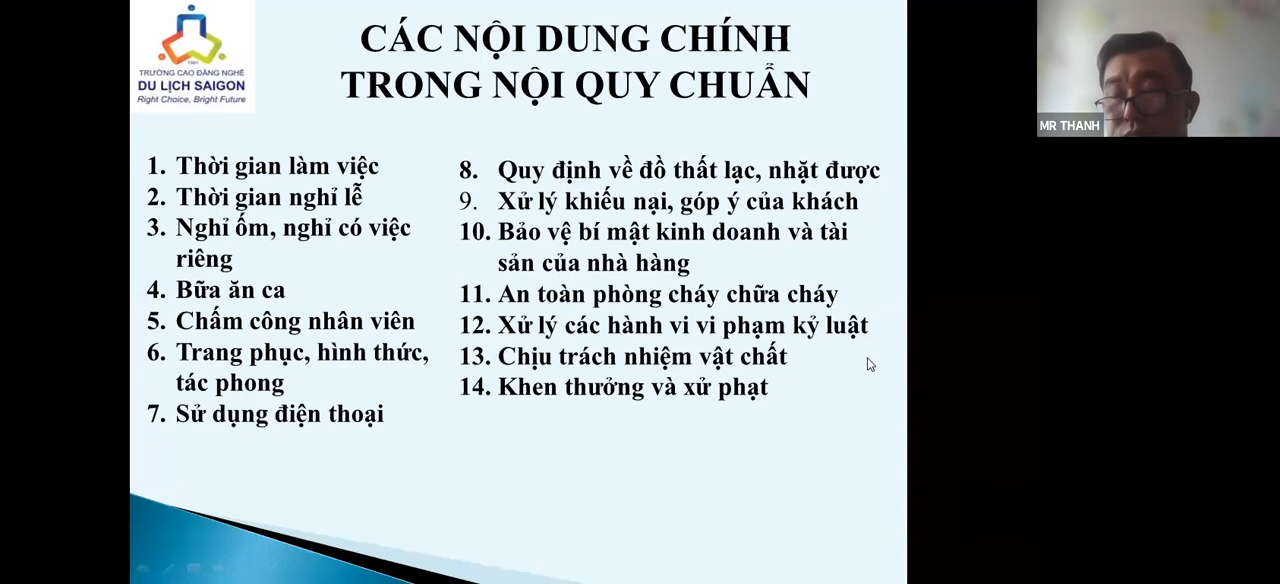 1981
TRƯỜNG CAO ĐẲNG NGHỀ
DU LỊCH SAIGON
Right Choice, Bright Future
CÁC NỘI DUNG CHÍNH
TRONG NỘI QUY CHUẨN
1. Thời gian làm việc
2. Thời gian nghỉ lễ
3. Nghỉ ốm, nghỉ có việc
riêng
4. Bữa ăn ca
5. Chấm công nhân viên
6. Trang phục, hình thức,
tác phong
7. Sử dụng điện thoại
8. Quy định về đồ thất lạc, nhặt được
9. Xử lý khiếu nại, góp ý của khách
10. Bảo vệ bí mật kinh doanh và tài
sản của nhà hàng
11. An toàn phòng cháy chữa cháy
12. Xử lý các hành vi vi phạm kỷ luật
13. Chịu trách nhiệm vật chất
14. Khen thưởng và xử phạt
MR THANH